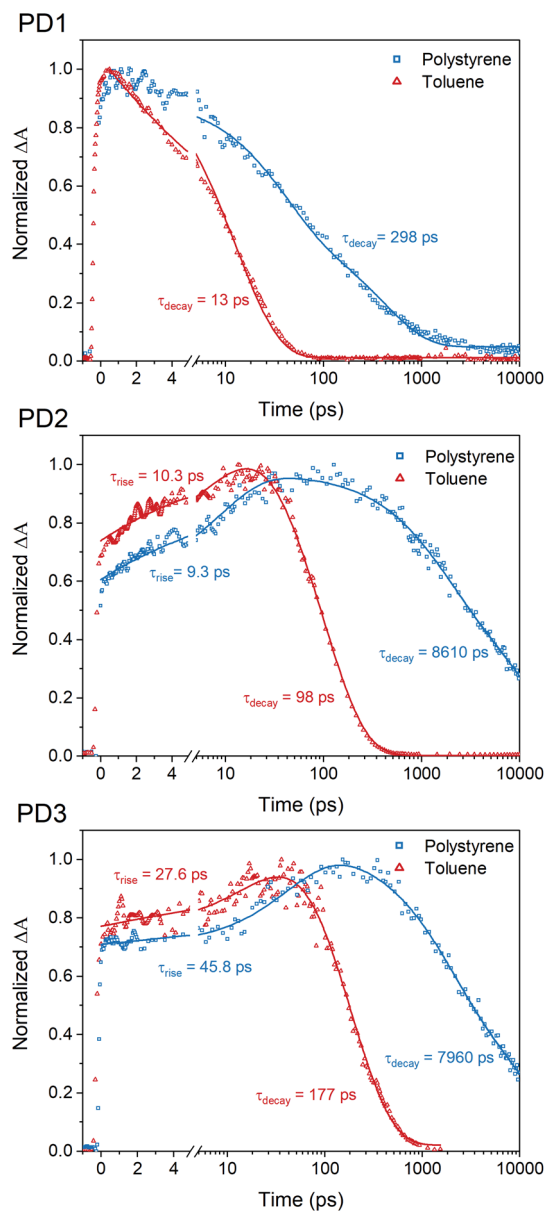 PD1
Normalized ΔA
1.0
0.8
0.6
0.4
0.2
0.0
Polystyrene
Toluene
τdecay= 298 ps
τdecay= 13 ps
0 2 4 10 100 1000 10000
Time (ps)
PD2
Normalized ΔA
1.0
0.8
0.6
0.4
0.2
0.0
Polystyrene
Toluene
τrise= 10.3 ps
τrise= 9.3 ps
τdecay= 8610 ps
τdecay= 98 ps
0 2 4 10 100 1000 10000
Time (ps)
PD3
Normalized ΔA
1.0
0.8
0.6
0.4
0.2
0.0
Polystyrene
Toluene
τrise= 27.6 ps
τrise= 45.8 ps
τdecay= 7960 ps
τdecay= 177 ps
0 2 4 10 100 1000 10000
Time (ps)